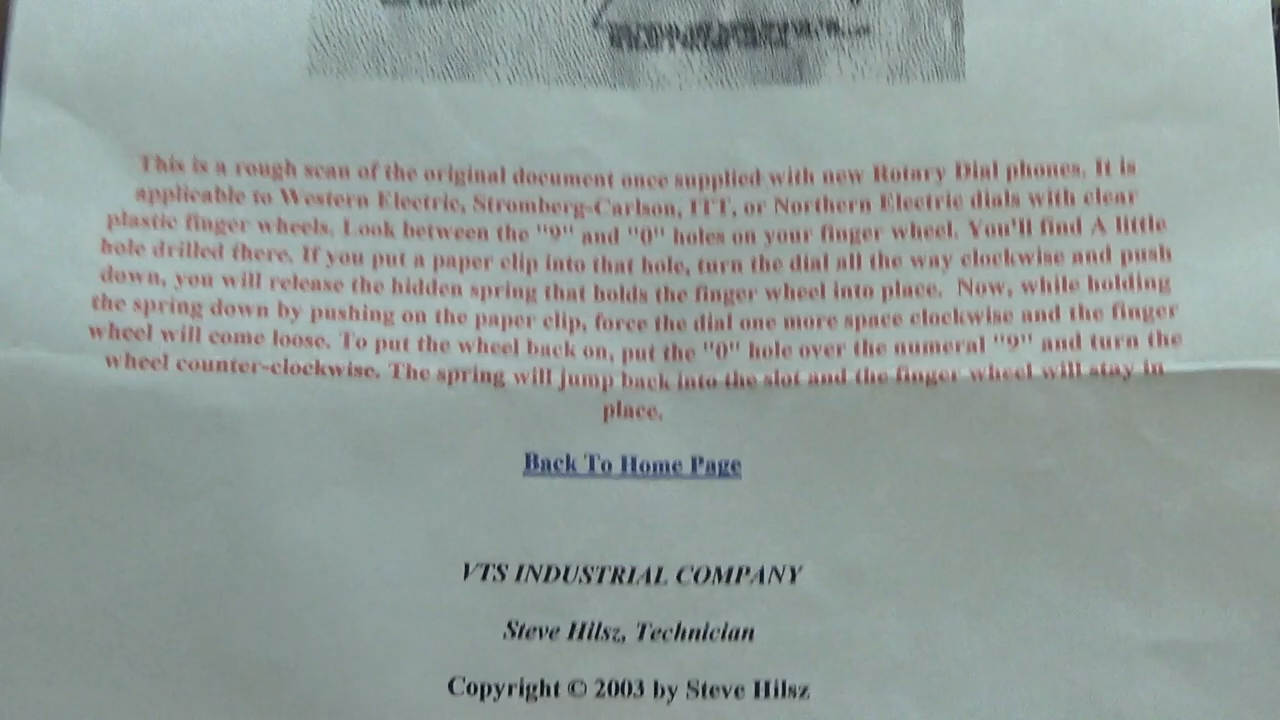 This is a rough scan of the original document once supplied with new Rotary Dial phones. It is
applicable to Western Electric, Stromberg-Carlson, ITT, or Northern Electric dials with clear
plastic finger wheels. Look between the "9" and "0" holes on your finger wheel. You'll find A little
hole drilled there. If you put a paper clip into that hole, turn the dial all the way clockwise and push
down, you will release the hidden spring that holds the finger wheel into place. Now, while holding
the spring down by pushing on the paper clip, force the dial one more space clockwise and the finger
wheel will come loose. To put the wheel back on, put the "0" hole over the numeral "9" and turn the
wheel counter-clockwise. The spring will jump back into the slot and the finger wheel will stay in
place.
Back To Home Page
VTS INDUSTRIAL COMPANY
Steve Hilsz, Technician
Copyright © 2003 by Steve Hilsz